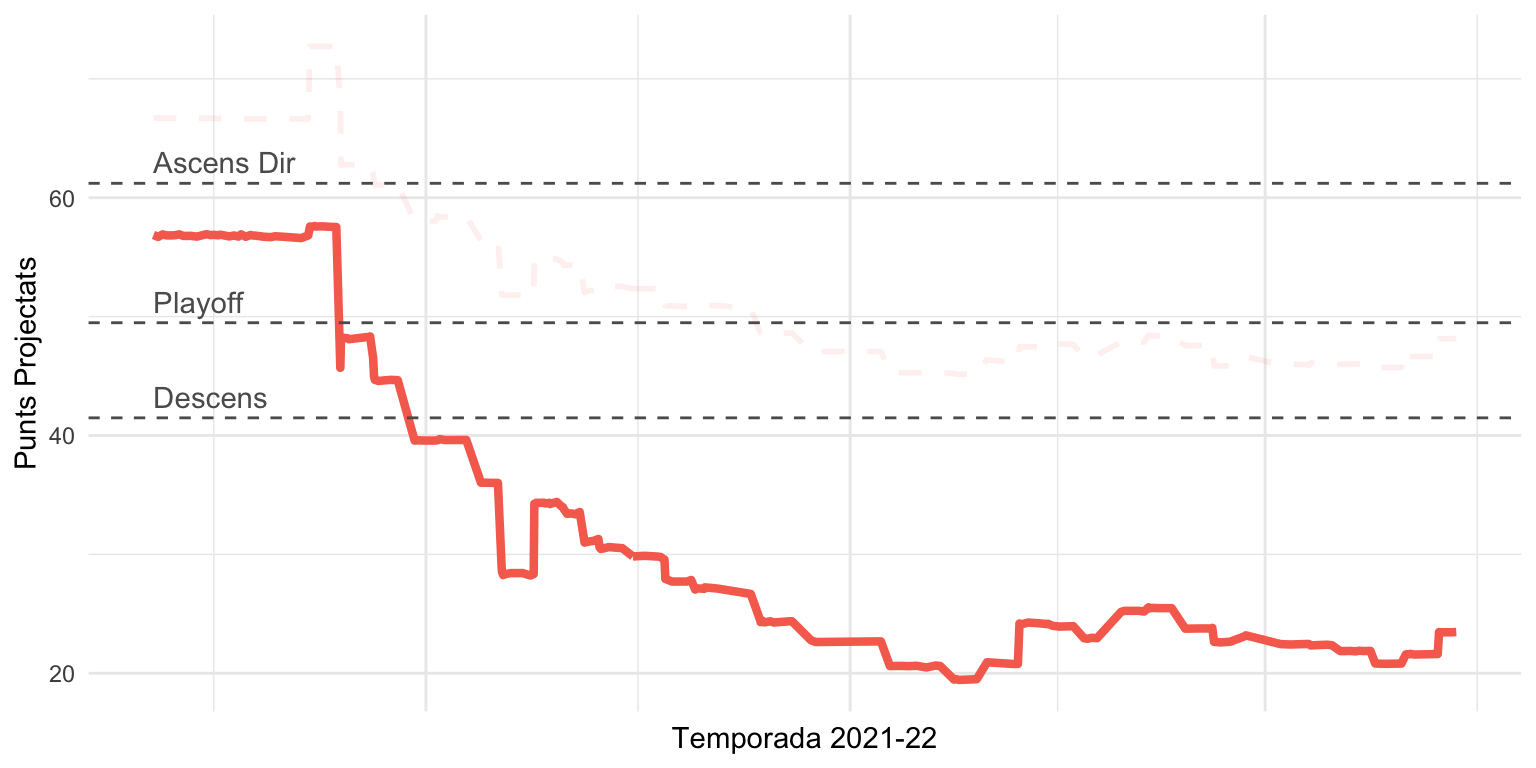 Ascens Dir
60
Playoff
Descens
40
20
Punts Projectats
Temporada 2021-22